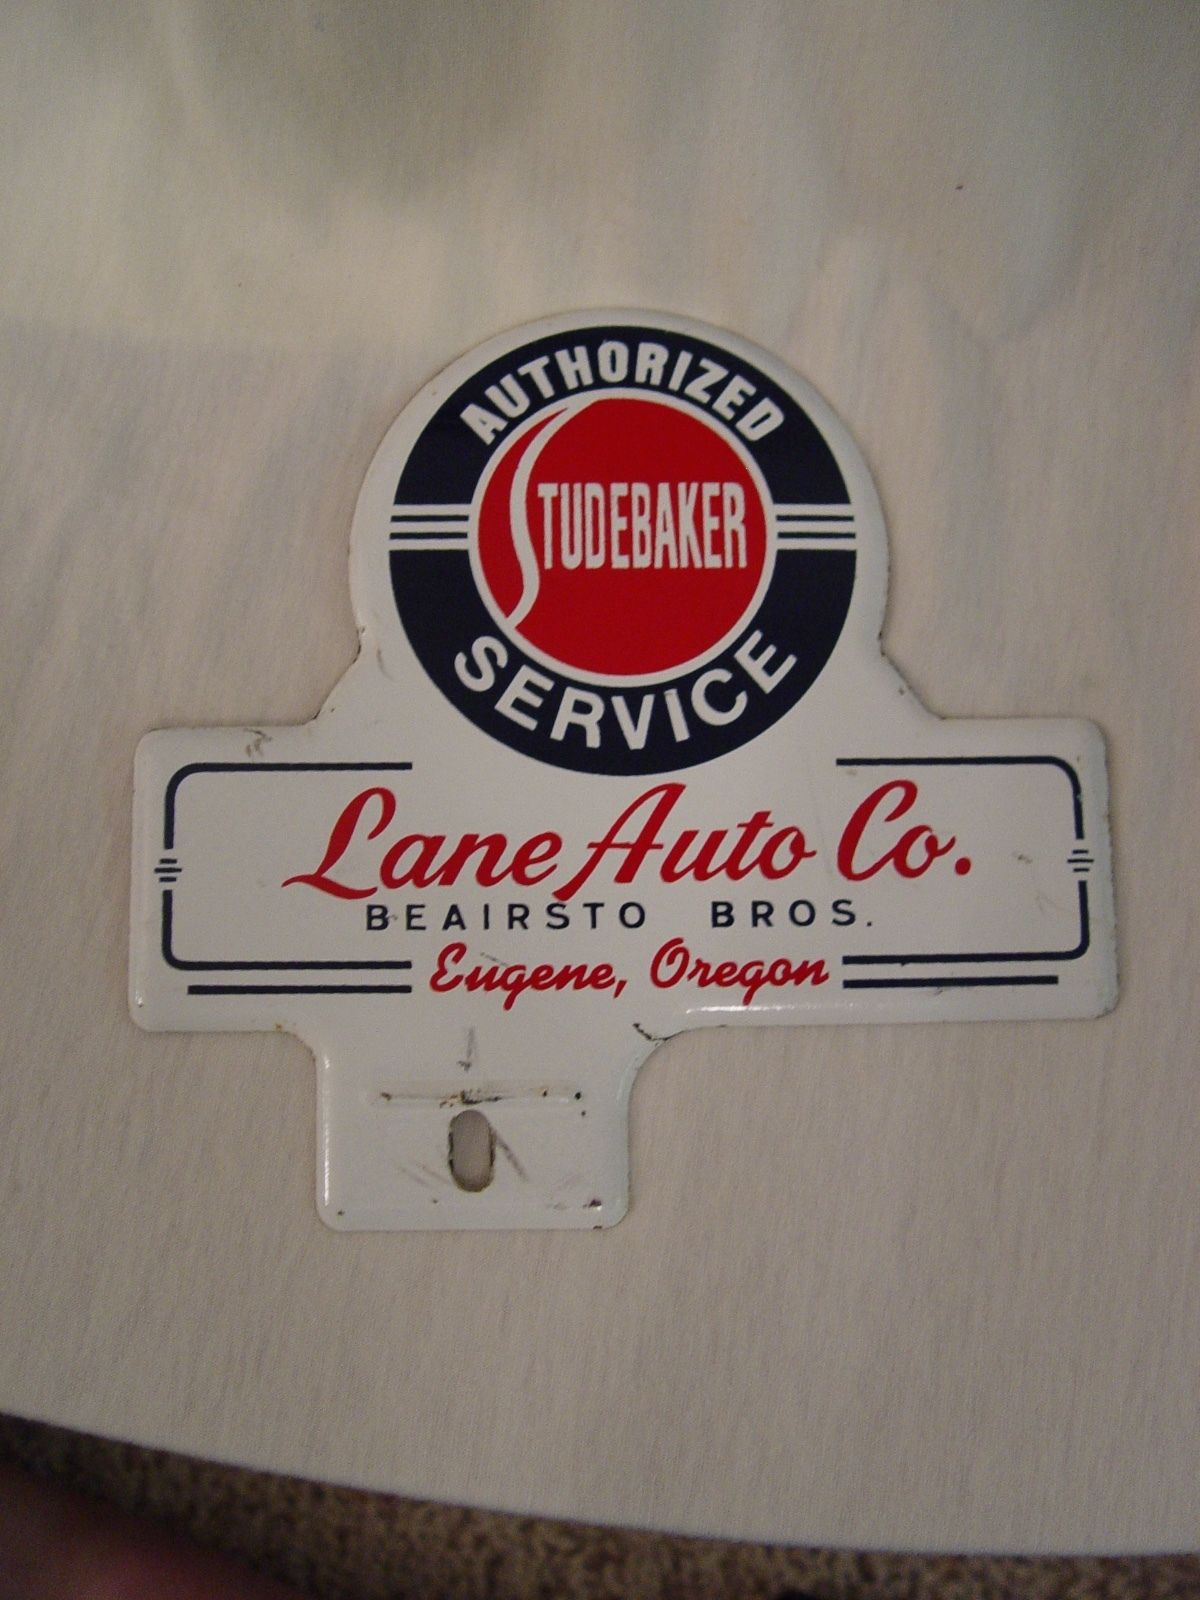 AUTHORIZED
STUDEBAKER
SERVICE
Lane Auto Co.
BEAIRSTO BROS.
Eugene, Oregon